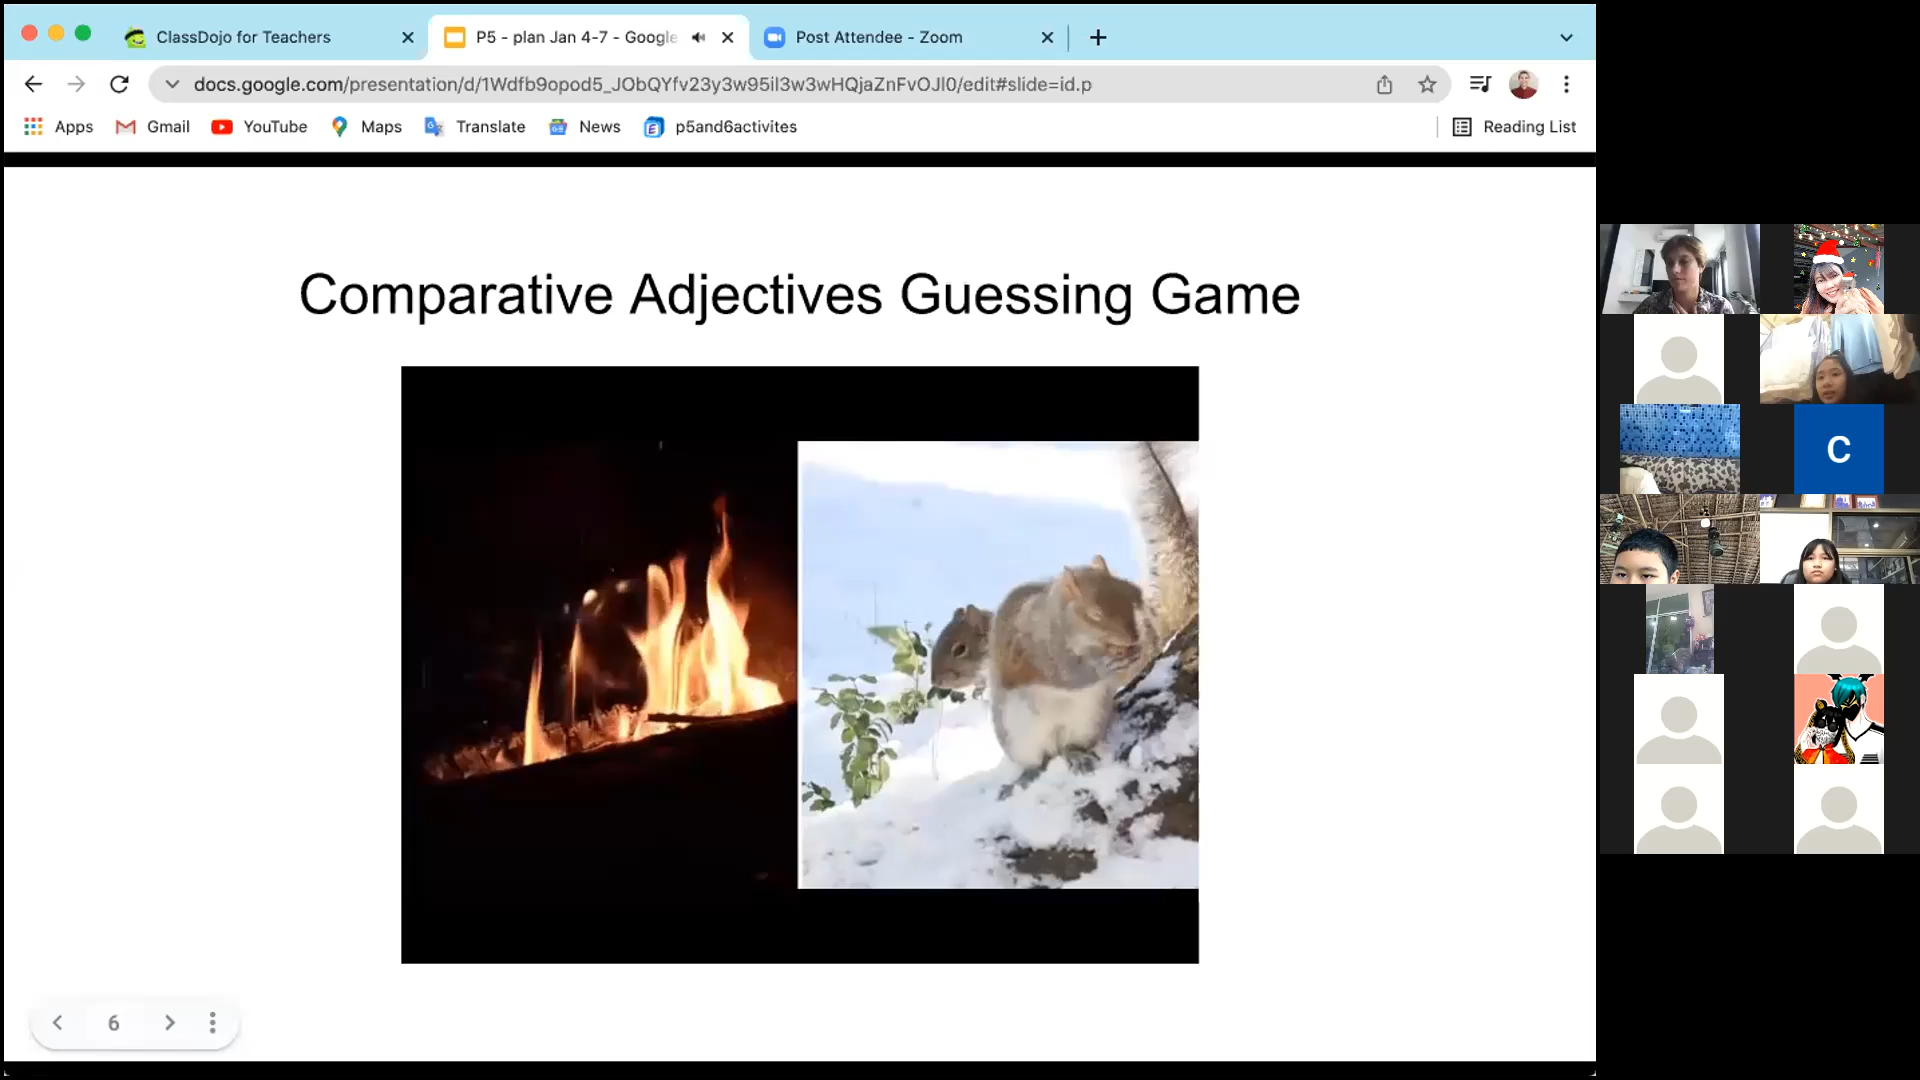 ClassDojo for Teachers
P5 - plan Jan 4-7 - Google
Post Attendee - Zoom
docs.google.com/presentation/d/1Wdfb9opod5_JObQYfv23y3w95il3w3wHQjaZnFvOJl0/edit#slide=id.p
Apps
Gmail
YouTube
Maps
Translate
News
p5and6activites
Reading List
Comparative Adjectives Guessing Game
C
6